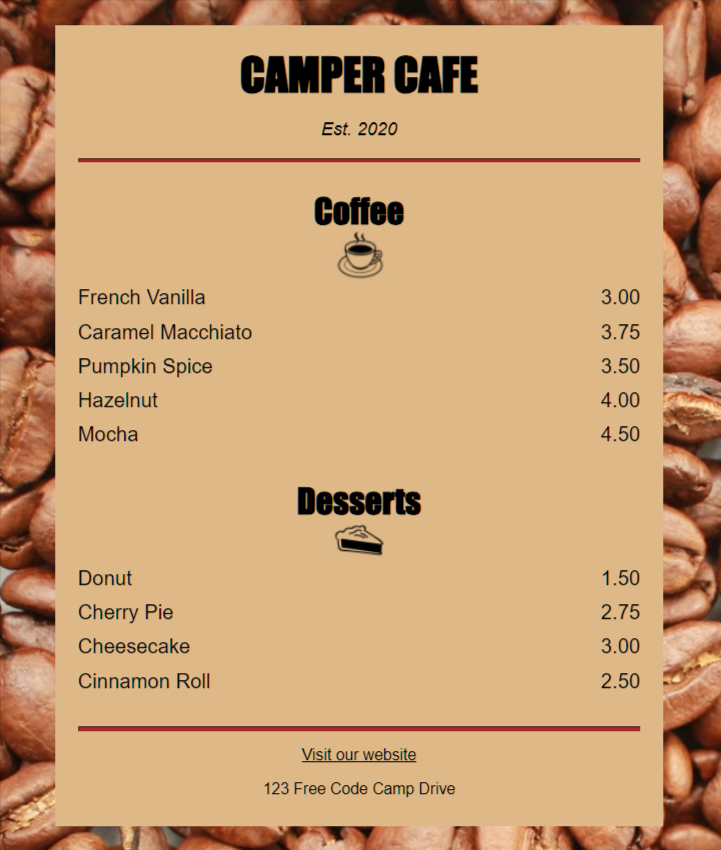 CAMPER CAFE
Est. 2020
Coffee
French Vanilla 3.00
Caramel Macchiato 3.75
Pumpkin Spice 3.50
Hazelnut 4.00
Mocha 4.50
Desserts
Donut 1.50
Cherry Pie 2.75
Cheesecake 3.00
Cinnamon Roll 2.50
Visit our website
123 Free Code Camp Drive